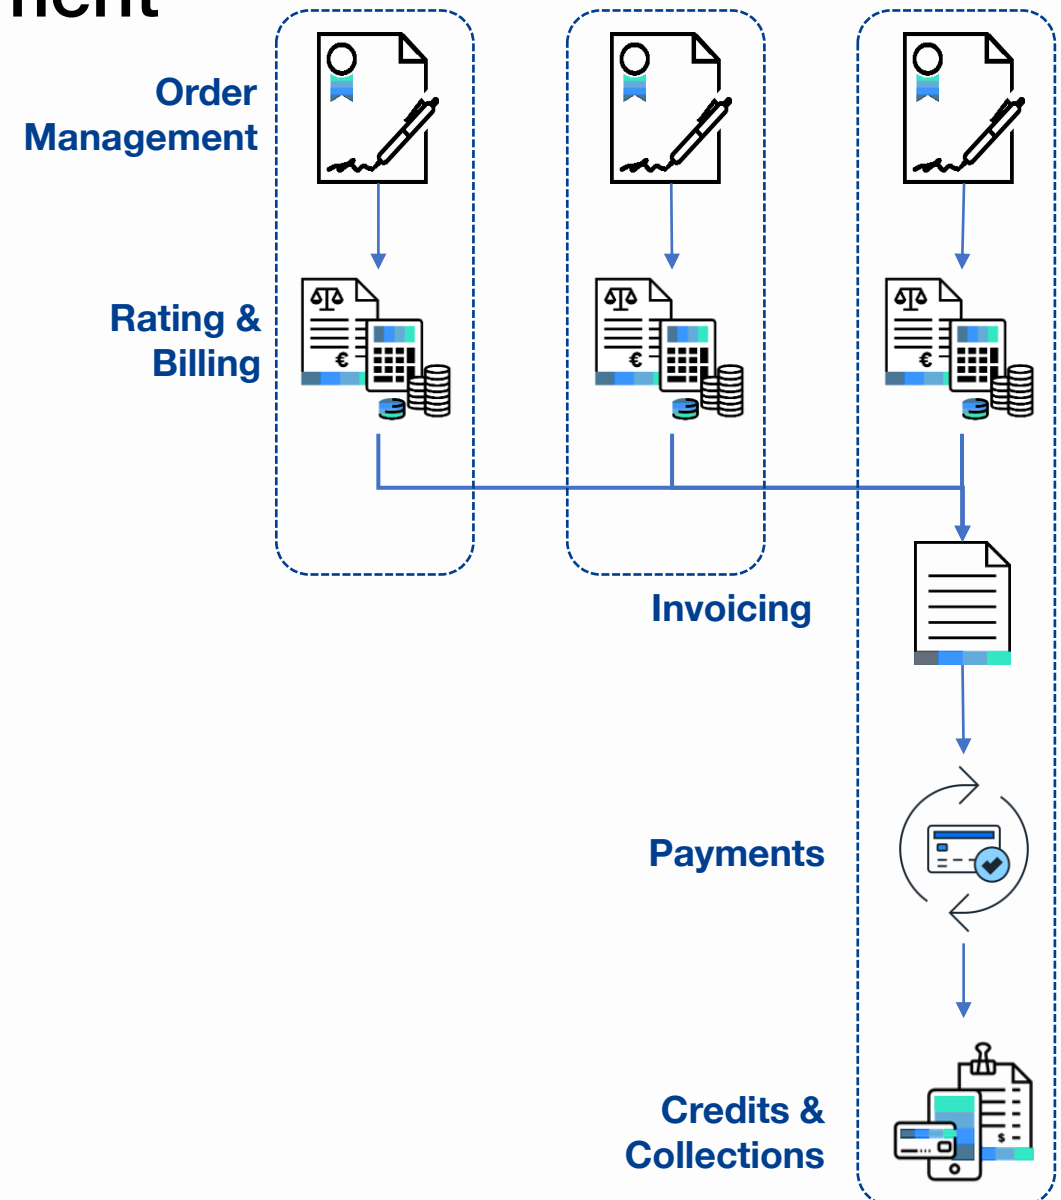 Order
Management
Rating &
Billing
€
€
€
Invoicing
Payments
Credits &
Collections
$